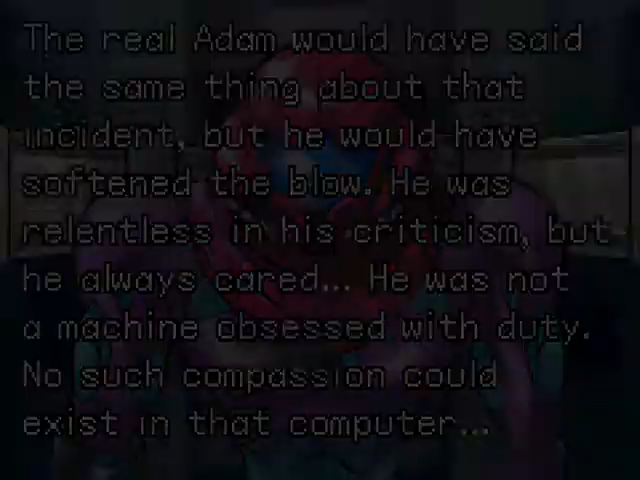 The real Adam would have said
the same thing about that
incident, but he would have
softened the blow. He was
relentless in his criticism, but
he always cared... He was not
a machine obsessed with duty.
No such compassion could
exist in that computer...